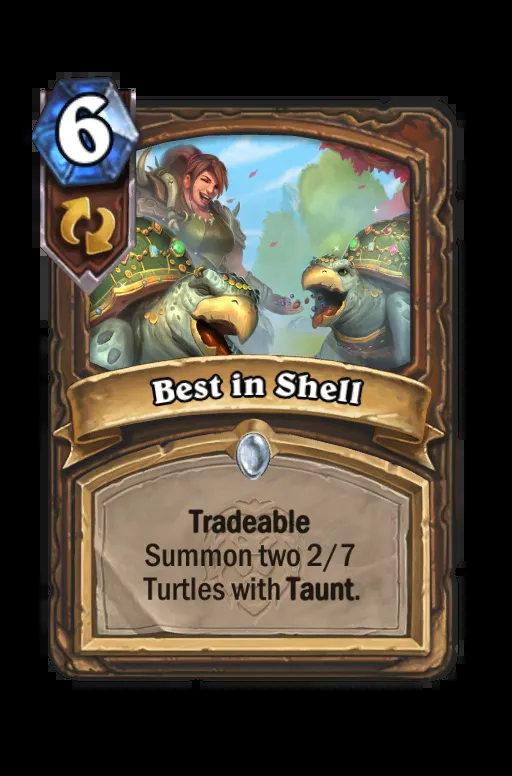 6
Best in Shell
Tradeable
Summon two 2/7
Turtles with Taunt.